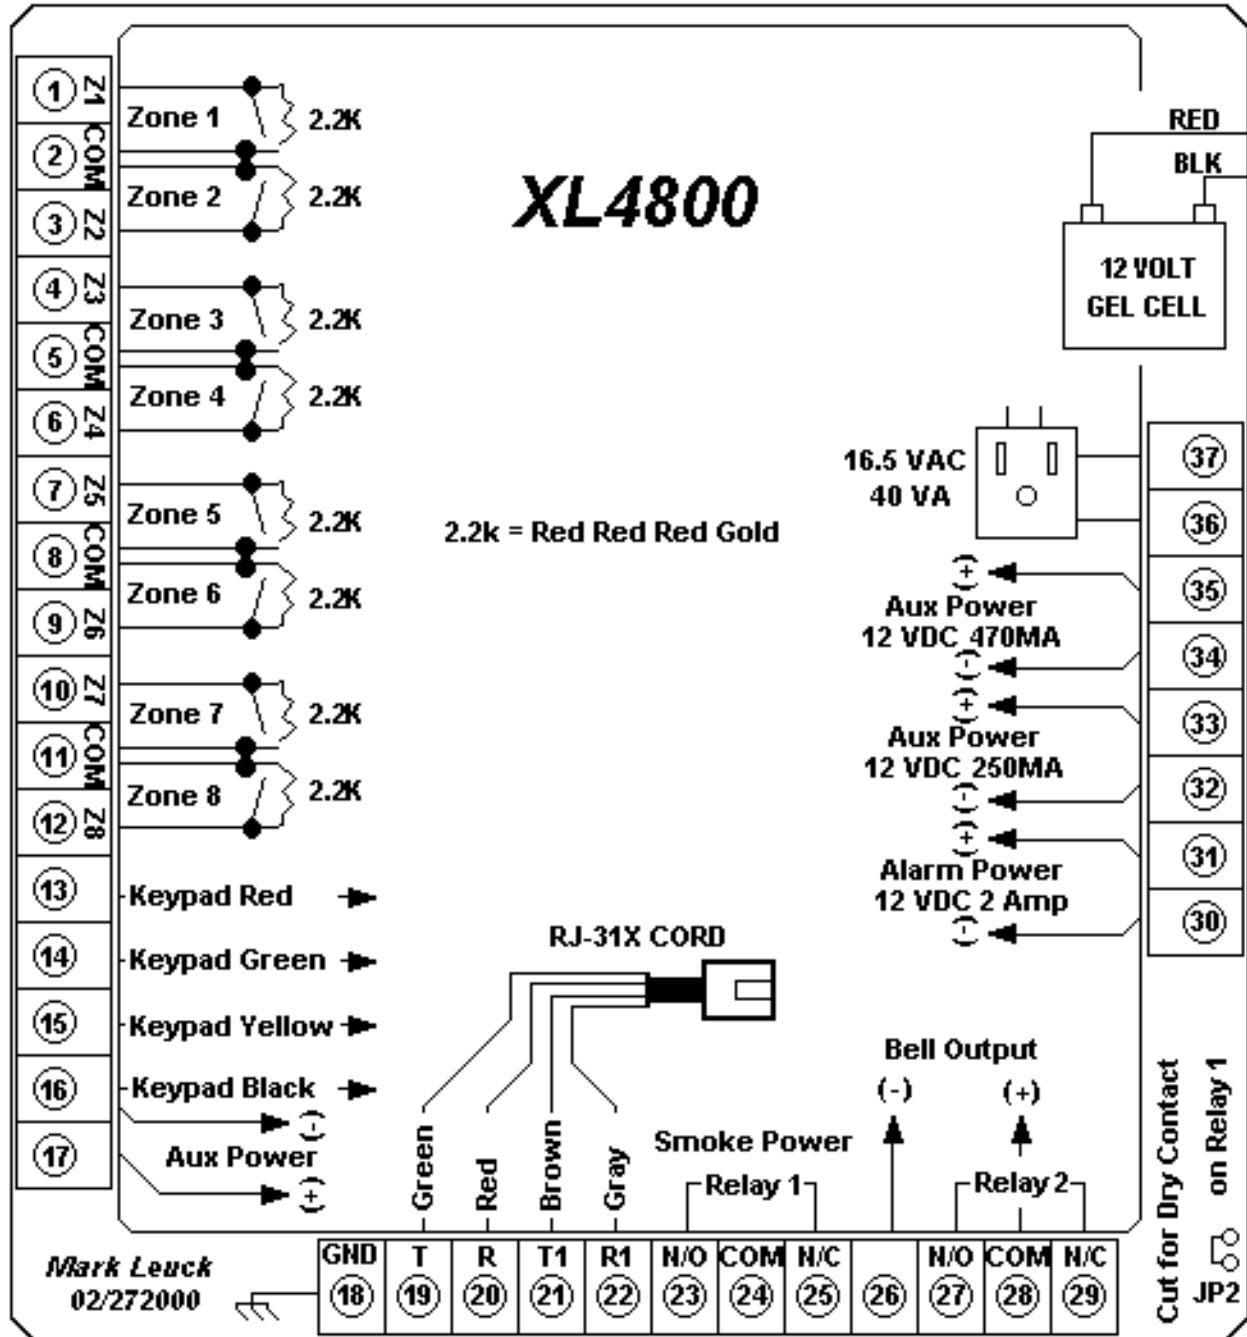 XL4800
1 Z1
2 COM
3 Z2
4 Z3
5 COM
6 Z4
7 Z5
8 COM
9 Z6
10 Z7
11 COM
12 Z8
13
14
15
16
17
Zone 1 2.2K
Zone 2 2.2K
Zone 3 2.2K
Zone 4 2.2K
Zone 5 2.2K
Zone 6 2.2K
Zone 7 2.2K
Zone 8 2.2K
Keypad Red
Keypad Green
Keypad Yellow
Keypad Black
(-)
Aux Power
(+)
2.2k = Red Red Red Gold
RED
BLK
12 VOLT
GEL CELL
16.5 VAC
40 VA
(+)
Aux Power
12 VDC 470MA
(-)
(+)
Aux Power
12 VDC 250MA
(-)
(+)
Alarm Power
12 VDC 2 Amp
(-)
37
36
35
34
33
32
31
30
RJ-31X CORD
Green
Red
Brown
Gray
Smoke Power
Relay 1
Bell Output
(-) (+)
Relay 2
Cut for Dry Contact
on Relay 1
JP2
Mark Leuck
02/272000
GND T R T1 R1 N/O COM N/C N/O COM N/C
18 19 20 21 22 23 24 25 26 27 28 29